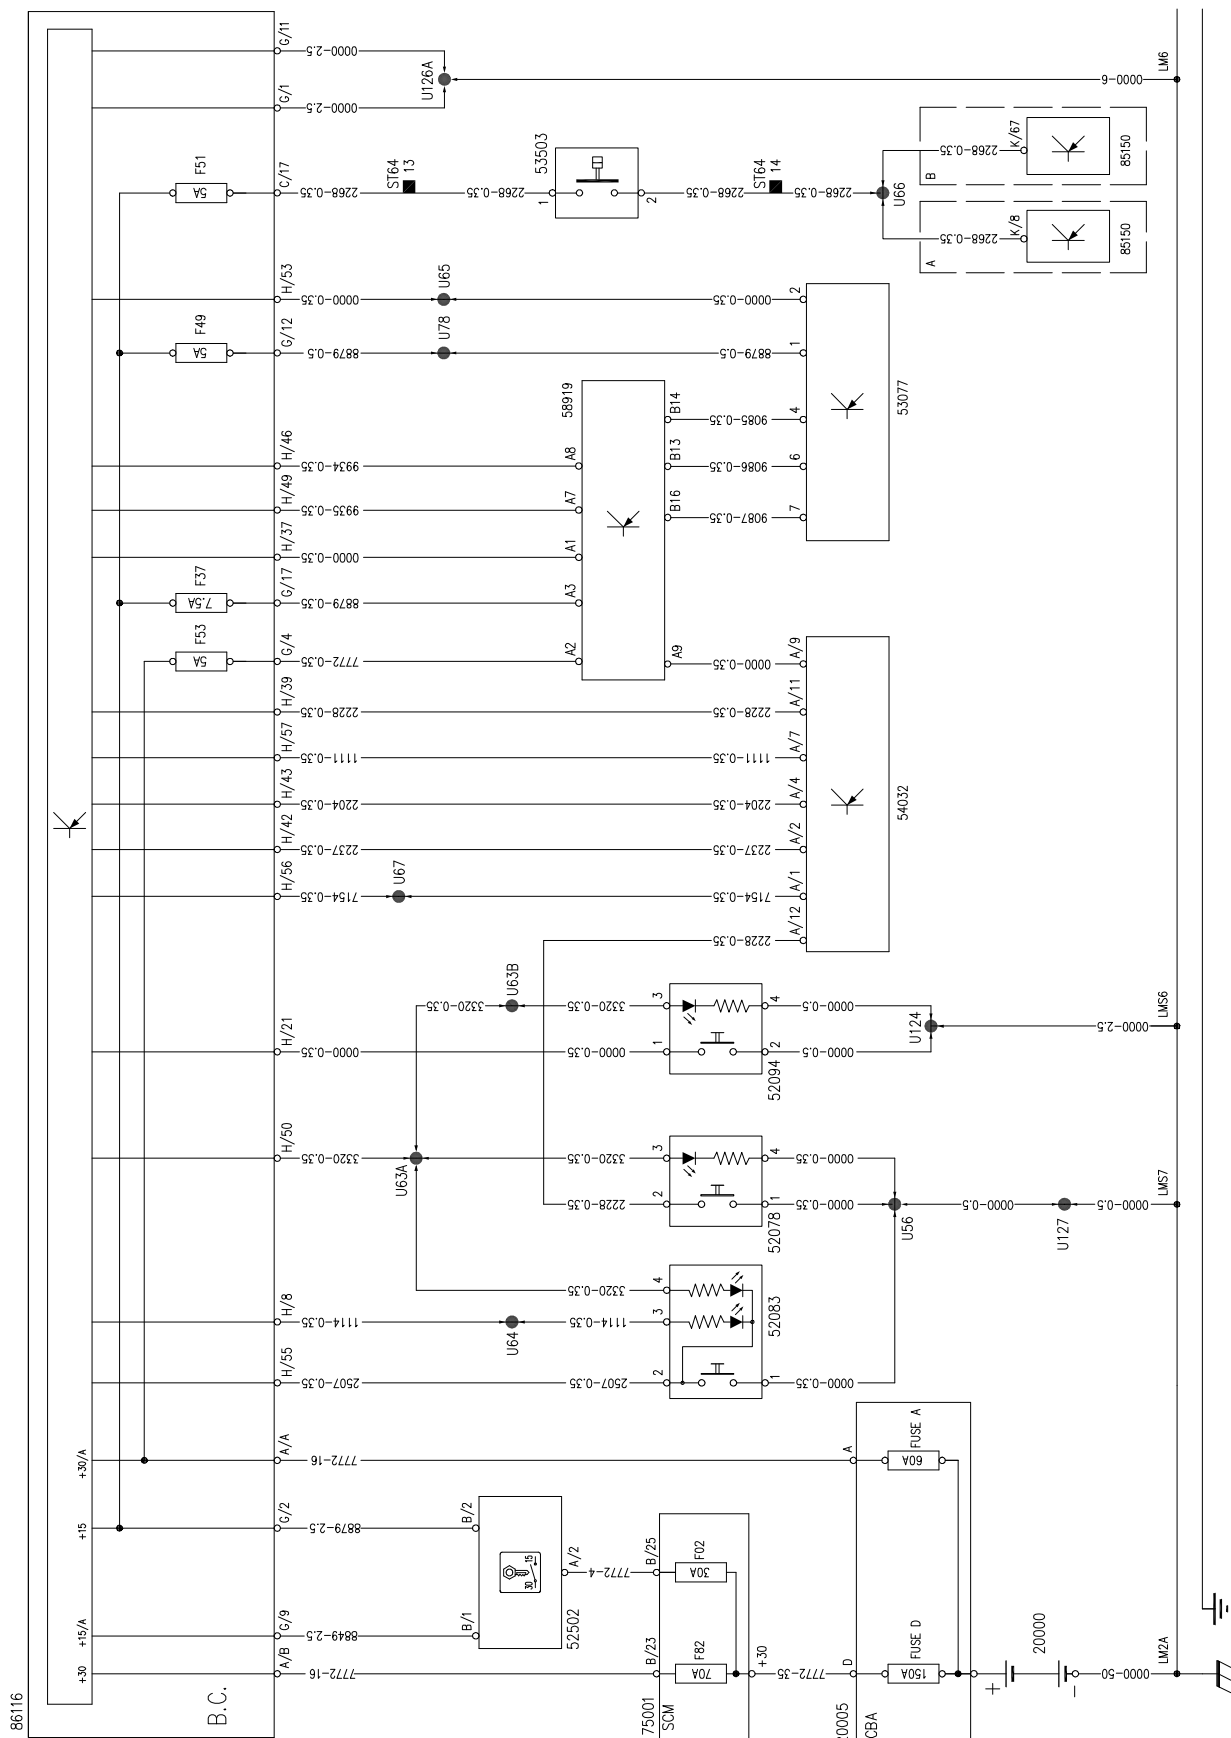 86116
B.C.
+30
+15/A
+15
+30/A
F51
5A
F49
5A
F37
7.5A
F53
5A
G/11
G/1
C/17
H/53
G/12
H/46
H/49
H/37
G/17
G/4
H/39
H/57
H/43
H/42
H/56
H/21
H/50
H/8
H/55
A/A
G/2
G/9
A/B
0000-2.5
0000-2.5
2268-0.35
0000-0.35
8879-0.5
9934-0.35
9935-0.35
0000-0.35
8879-0.35
7772-0.35
2228-0.35
1111-0.35
2204-0.35
2237-0.35
7154-0.35
0000-0.35
3320-0.35
1114-0.35
2507-0.35
7772-16
8879-2.5
8849-2.5
7772-16
U126A
0000-6
LM6
ST64
13
2268-0.35
53503
1
2
2268-0.35
ST64
14
2268-0.35
U66
2268-0.35
K/67
B
85150
2268-0.35
K/8
A
85150
U65
0000-0.35
2
U78
8879-0.5
1
58919
A8
A7
A1
A3
A2
B14
B13
B16
A9
9085-0.35
9086-0.35
9087-0.35
4
6
7
53077
0000-0.35
A/9
2228-0.35
A/11
1111-0.35
A/7
2204-0.35
A/4
2237-0.35
A/2
U67
7154-0.35
A/1
2228-0.35
A/12
54032
3320-0.35
U63B
3320-0.35
3
4
0000-0.5
0000-0.35
1
2
0000-0.5
52094
U124
0000-2.5
LMS6
U63A
3320-0.35
3
4
0000-0.35
2228-0.35
2
1
0000-0.35
52078
U56
0000-0.5
U127
0000-0.5
LMS7
3320-0.35
4
U64
1114-0.35
3
2507-0.35
2
1
0000-0.35
52083
A
FUSE A
60A
B/2
B/1
30
15
A/2
52502
7772-4
B/25
F02
30A
B/23
F82
70A
75001
SCM
+30
7772-35
D
FUSE D
150A
20005
CBA
+
-
20000
0000-50
LM2A